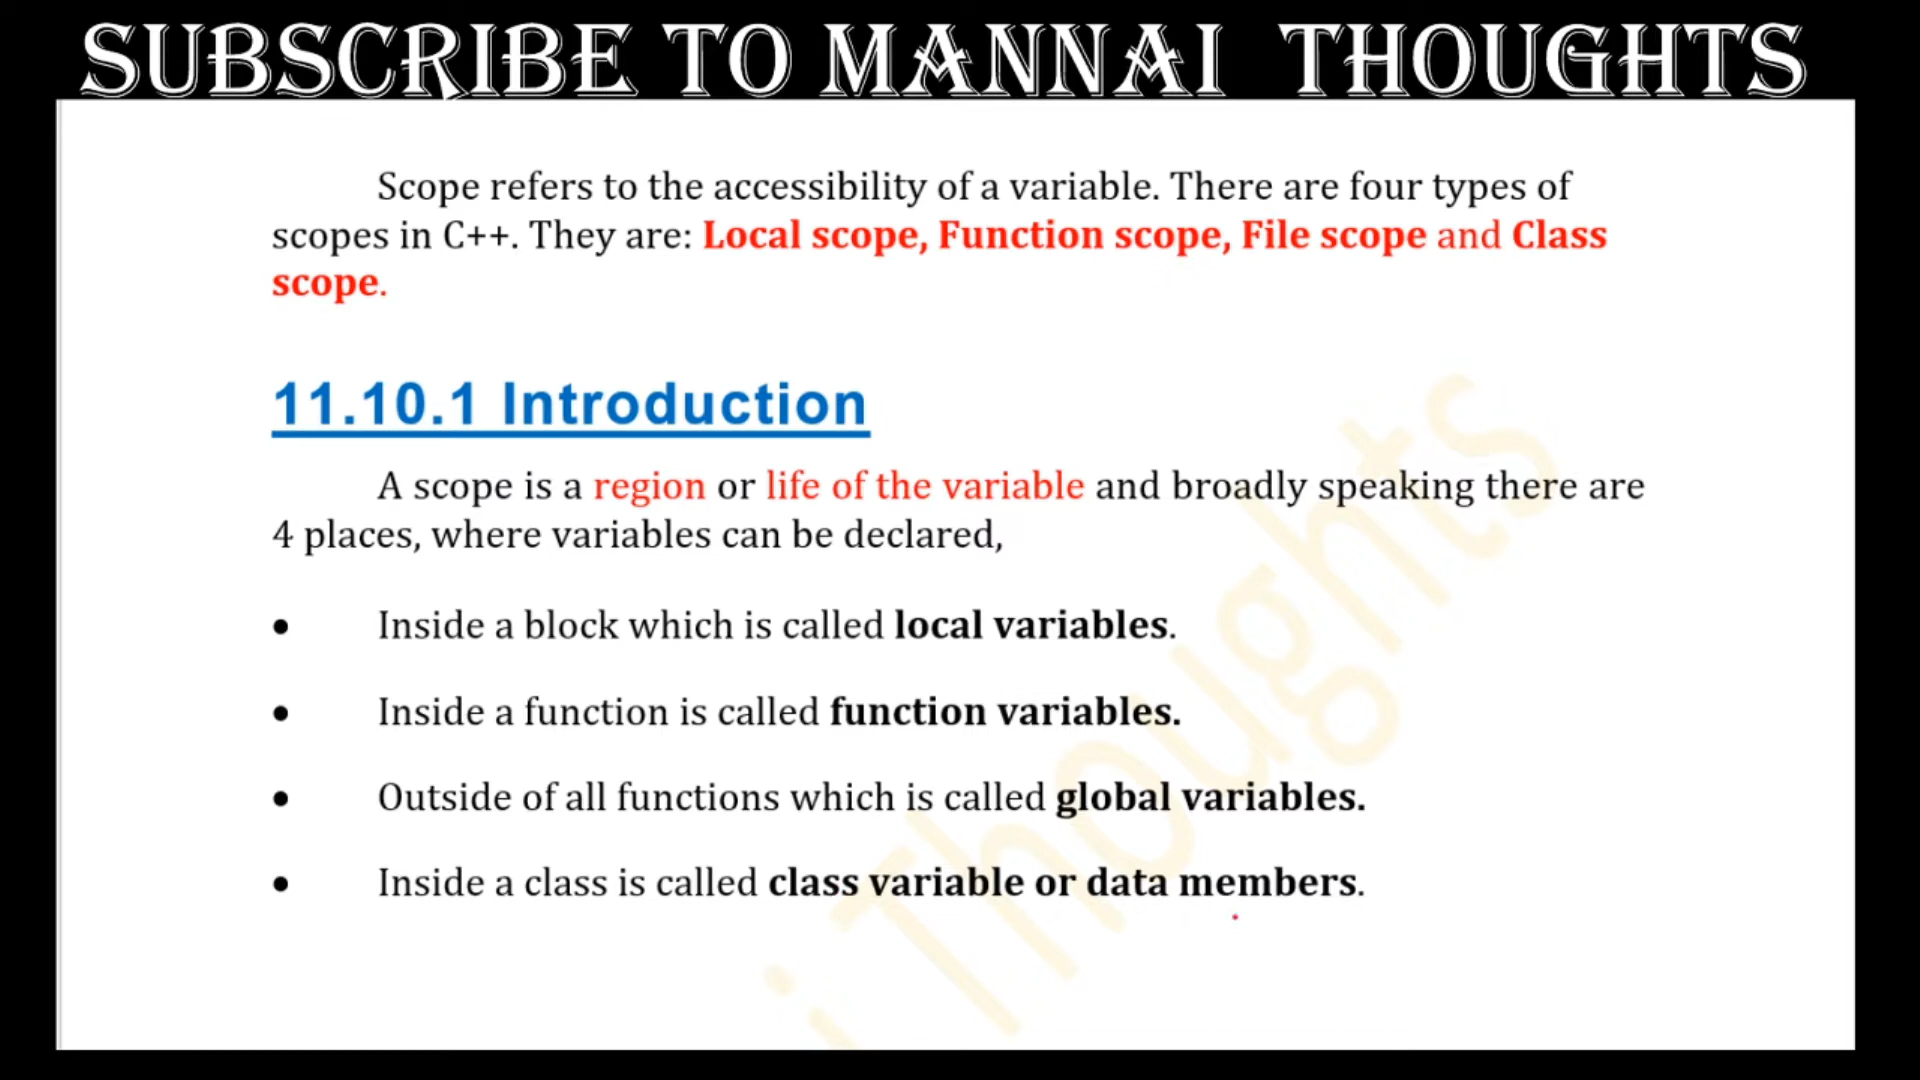 SUBSCRIBE TO MANNAI THOUGHTS
Scope refers to the accessibility of a variable. There are four types of
scopes in C++. They are: Local scope, Function scope, File scope and Class
scope.
11.10.1 Introduction
A scope is a region or life of the variable and broadly speaking there are
4 places, where variables can be declared,
• Inside a block which is called local variables.
• Inside a function is called function variables.
• Outside of all functions which is called global variables.
• Inside a class is called class variable or data members.
i Thoughts